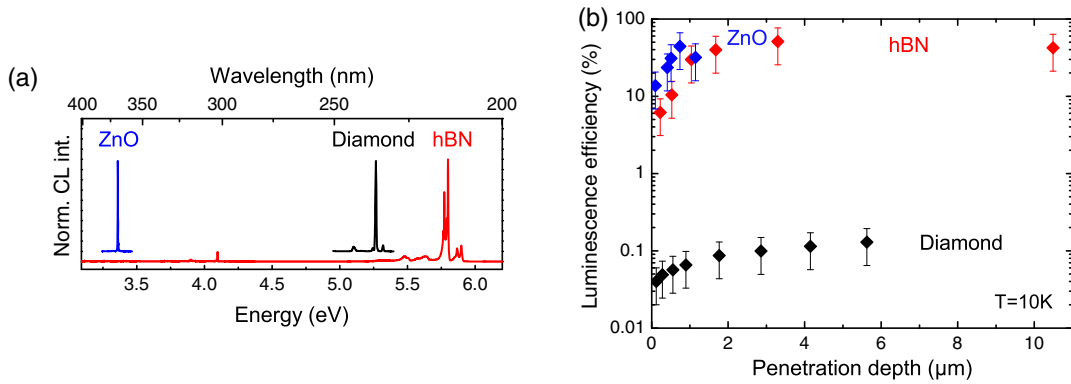 (a)
Wavelength (nm)
400 350 300 250 200
ZnO Diamond hBN
Norm. CL int.
4.0 4.5 5.0 5.5 6.0
Energy (eV)
(b)
100
10
1
0.1
0.01
Luminescence efficiency (%)
ZnO hBN
Diamond
T=10K
0 2 4 6 8 10
Penetration depth (μm)